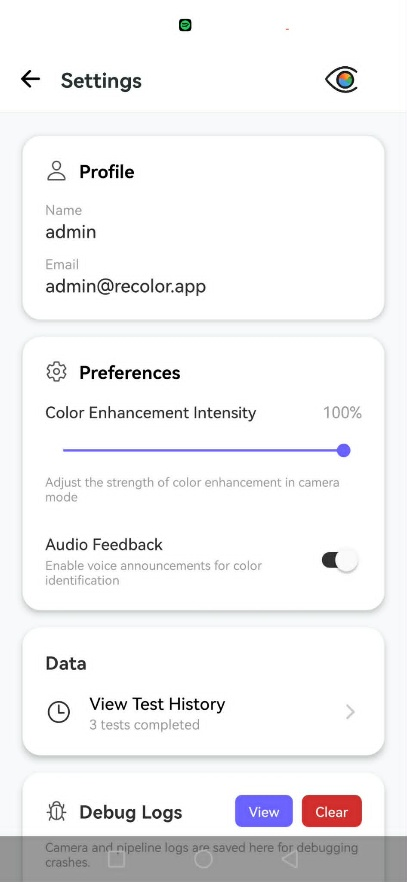 Settings
Profile
Name
admin
Email
admin@recolor.app
Preferences
Color Enhancement Intensity 100%
Adjust the strength of color enhancement in camera
mode
Audio Feedback
Enable voice announcements for color
identification
Data
View Test History
3 tests completed
Debug Logs View Clear
Camera and pipeline logs are saved here for debugging
crashes.